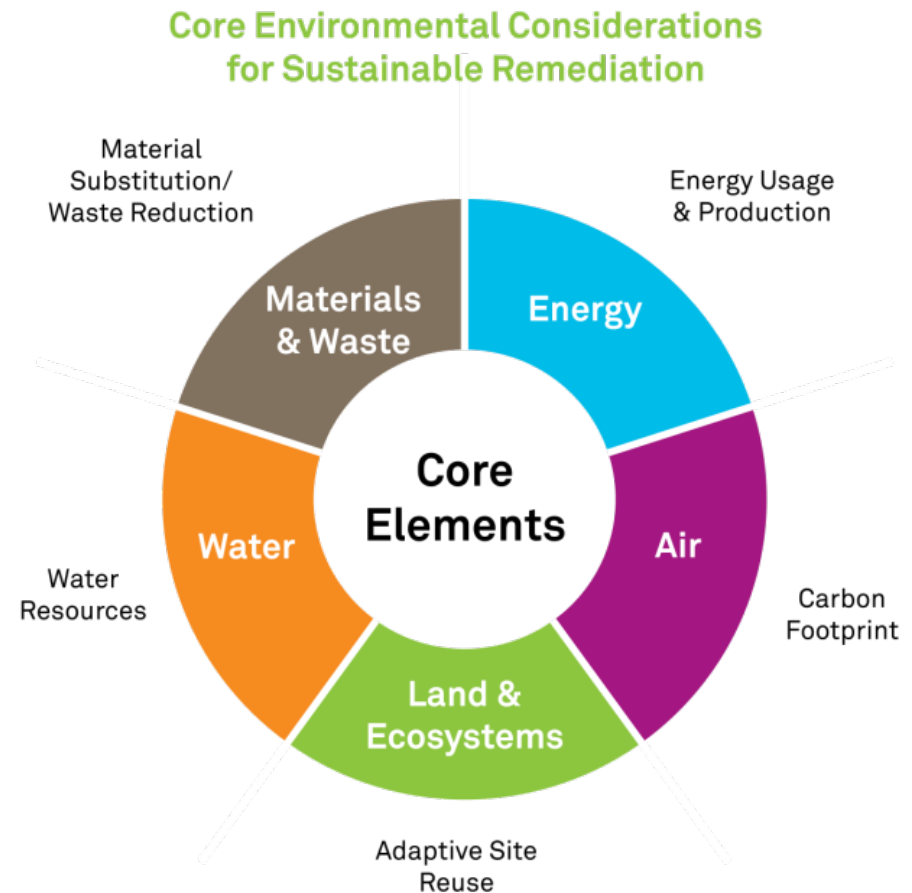 Core Environmental Considerations
for Sustainable Remediation
Material
Substitution/
Waste Reduction
Energy Usage
& Production
Materials
& Waste
Energy
Core
Elements
Water
Air
Water
Resources
Carbon
Footprint
Land &
Ecosystems
Adaptive Site
Reuse